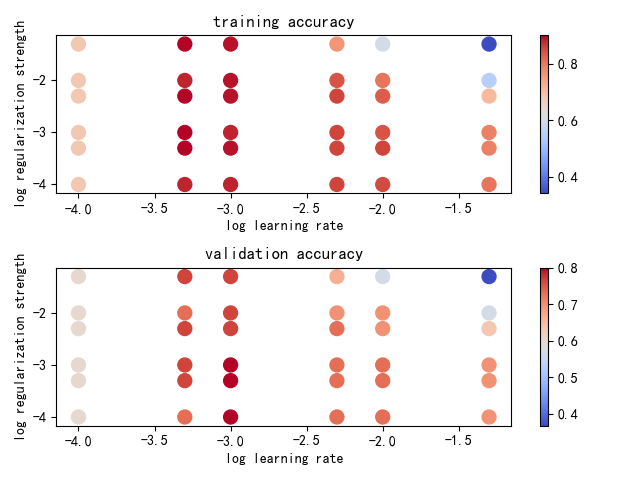 training accuracy
log regularization strength
−2
−3
−4
−4.0 −3.5 −3.0 −2.5 −2.0 −1.5
log learning rate
0.8
0.6
0.4
validation accuracy
log regularization strength
−2
−3
−4
−4.0 −3.5 −3.0 −2.5 −2.0 −1.5
log learning rate
0.8
0.7
0.6
0.5
0.4